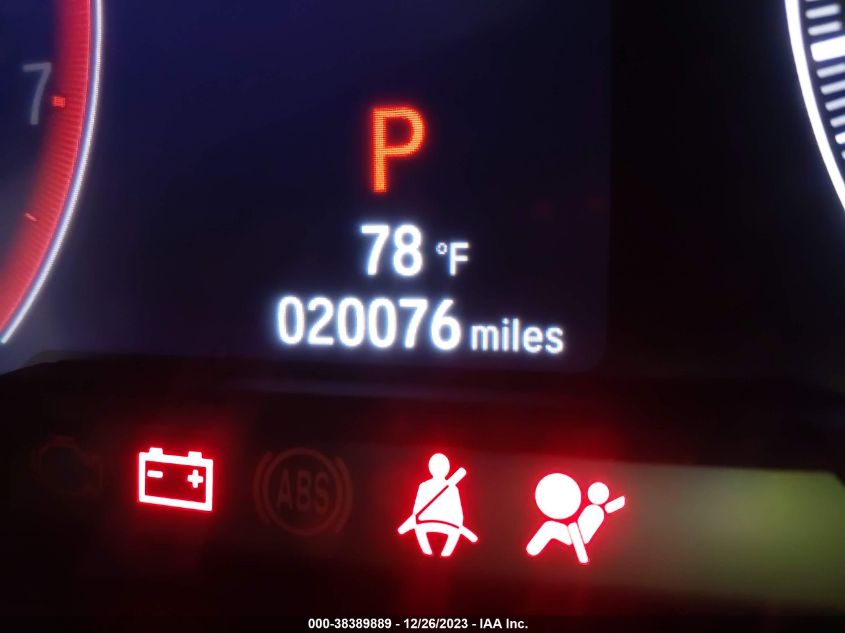 7
P
78 °F
020076 miles
ABS
000-38389889 - 12/26/2023 - IAA Inc.